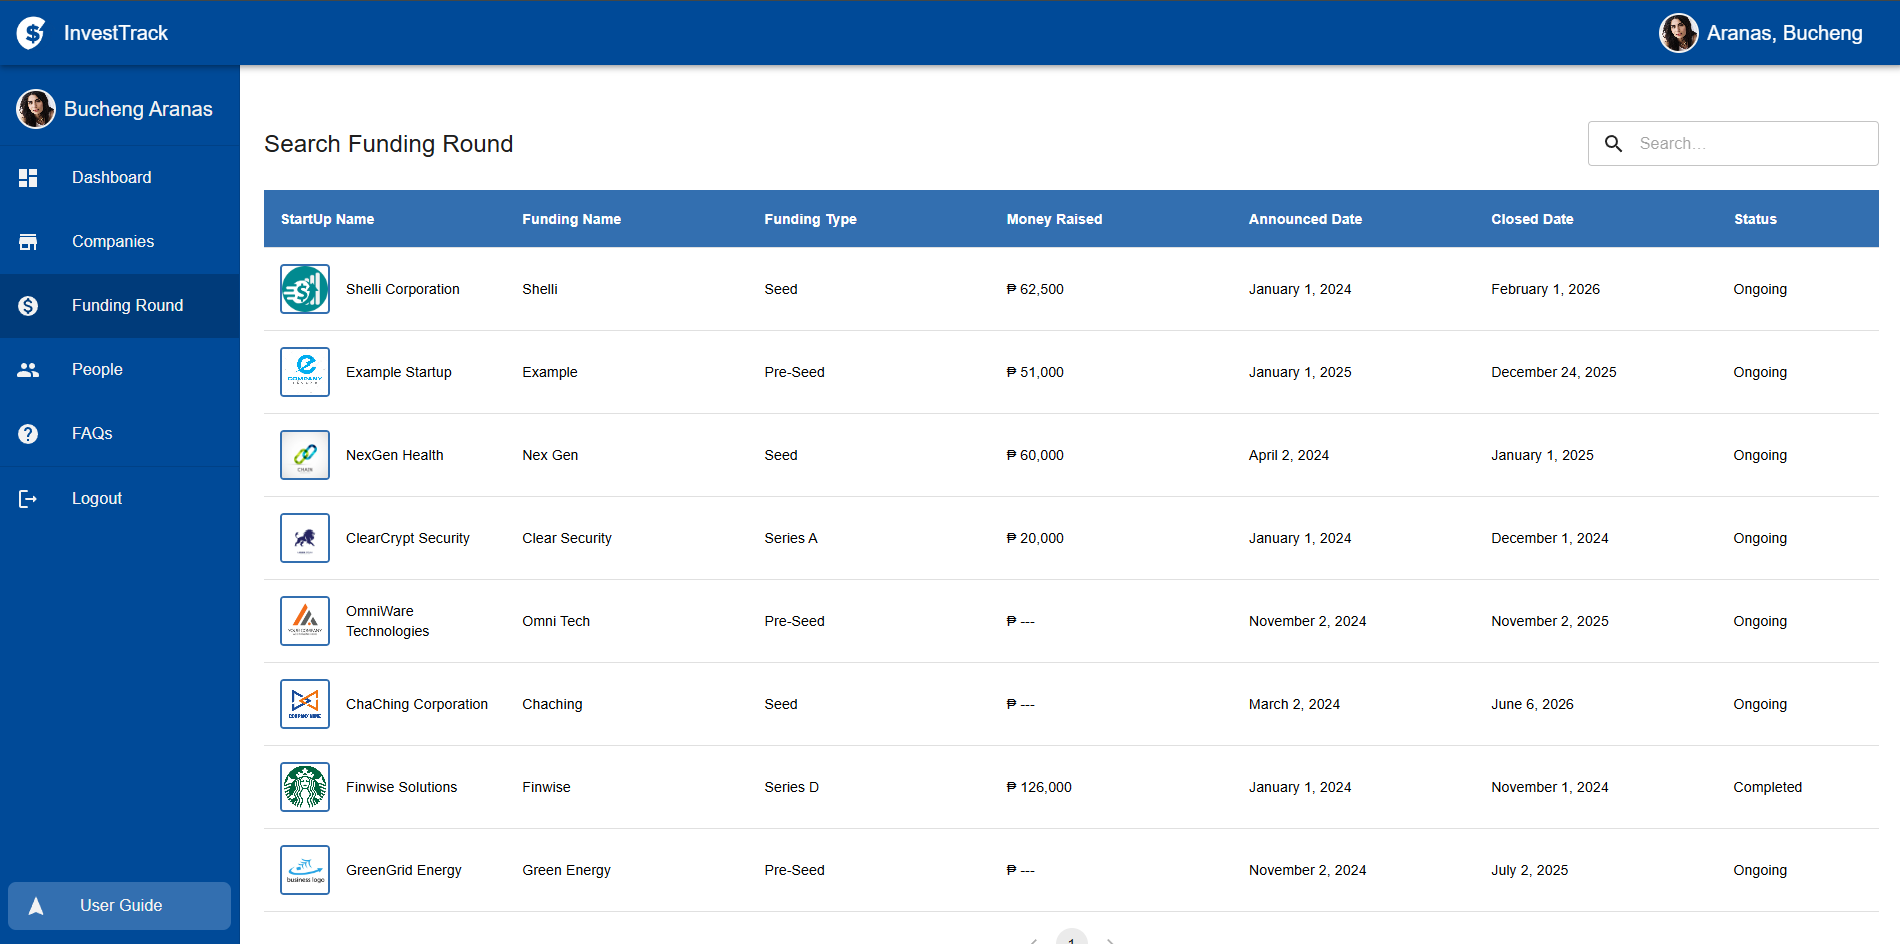 InvestTrack
Aranas, Bucheng
Bucheng Aranas
Dashboard
Companies
Funding Round
People
FAQs
Logout
User Guide
Search Funding Round
Search...
StartUp Name Funding Name Funding Type Money Raised Announced Date Closed Date Status
Shelli Corporation Shelli Seed ₱ 62,500 January 1, 2024 February 1, 2026 Ongoing
COMPANY
Example Startup Example Pre-Seed ₱ 51,000 January 1, 2025 December 24, 2025 Ongoing
CHAIN
NexGen Health Nex Gen Seed ₱ 60,000 April 2, 2024 January 1, 2025 Ongoing
ClearCrypt Security Clear Security Series A ₱ 20,000 January 1, 2024 December 1, 2024 Ongoing
OmniWare
Technologies Omni Tech Pre-Seed ₱ --- November 2, 2024 November 2, 2025 Ongoing
COMPANY NAME
ChaChing Corporation Chaching Seed ₱ --- March 2, 2024 June 6, 2026 Ongoing
Finwise Solutions Finwise Series D ₱ 126,000 January 1, 2024 November 1, 2024 Completed
business logo
GreenGrid Energy Green Energy Pre-Seed ₱ --- November 2, 2024 July 2, 2025 Ongoing
1